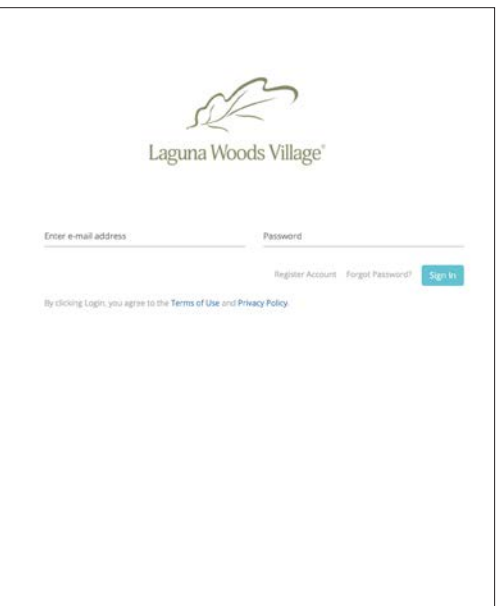 Laguna Woods Village®
Enter e-mail address Password
Register Account Forgot Password? Sign In
By clicking Login, you agree to the Terms of Use and Privacy Policy.